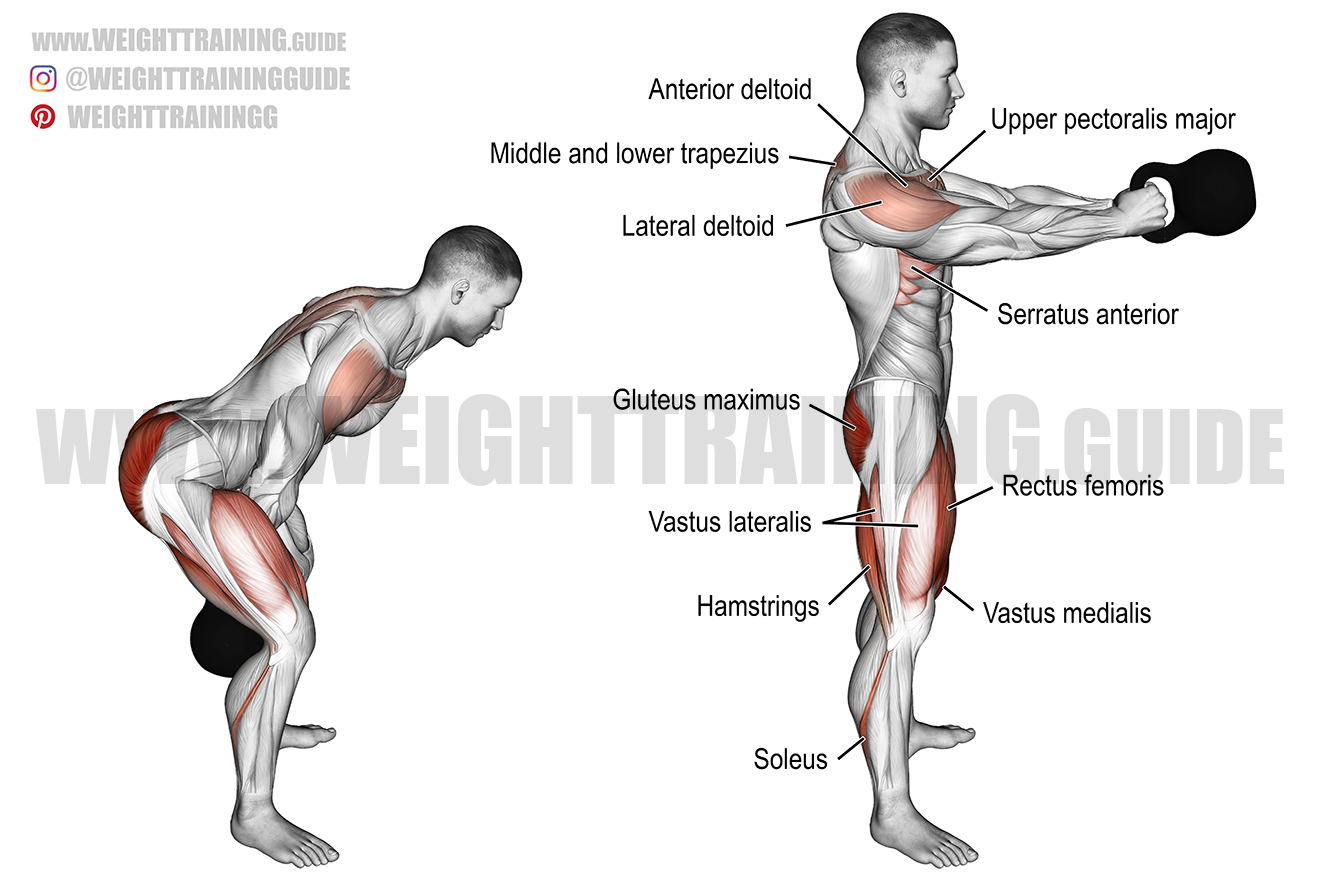 www.WEIGHTTRAINING.GUIDE
@WEIGHTTRAININGGUIDE
WEIGHTTRAININGG
Anterior deltoid
Upper pectoralis major
Middle and lower trapezius
Lateral deltoid
Serratus anterior
Gluteus maximus
WWW.WEIGHTTRAINING.GUIDE
Rectus femoris
Vastus lateralis
Hamstrings
Vastus medialis
Soleus